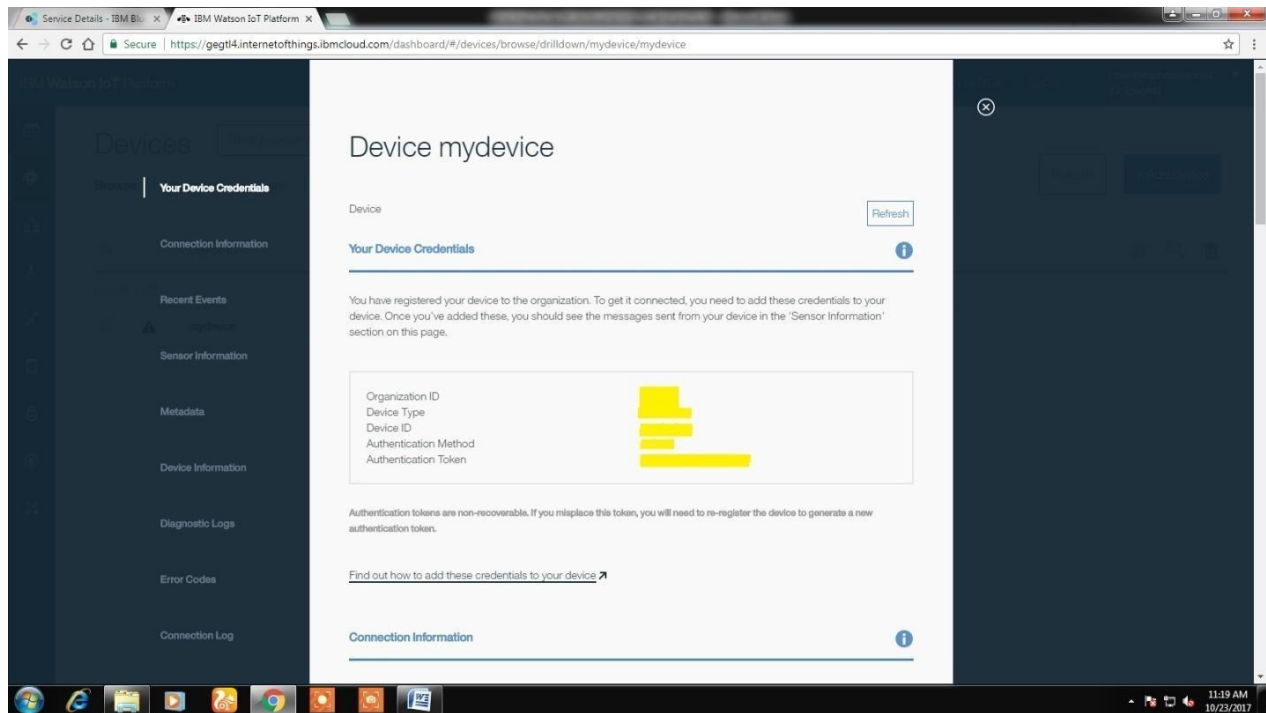 Service Details - IBM Blu
IBM Watson IoT Platform
Secure
https://gegtl4.internetofthings.ibmcloud.com/dashboard/#/devices/browse/drilldown/mydevice/mydevice
IBM Watson IoT Platform
Devices
Browse
mydevice
Your Device Credentials
Connection Information
Recent Events
Sensor Information
Metadata
Device Information
Diagnostic Logs
Error Codes
Connection Log
Device mydevice
Device
Refresh
Your Device Credentials
You have registered your device to the organization. To get it connected, you need to add these credentials to your
device. Once you've added these, you should see the messages sent from your device in the 'Sensor Information'
section on this page.
Organization ID
Device Type
Device ID
Authentication Method
Authentication Token
Authentication tokens are non-recoverable. If you misplace this token, you will need to re-register the device to generate a new
authentication token.
Find out how to add these credentials to your device
Connection Information
11:19 AM
10/23/2017